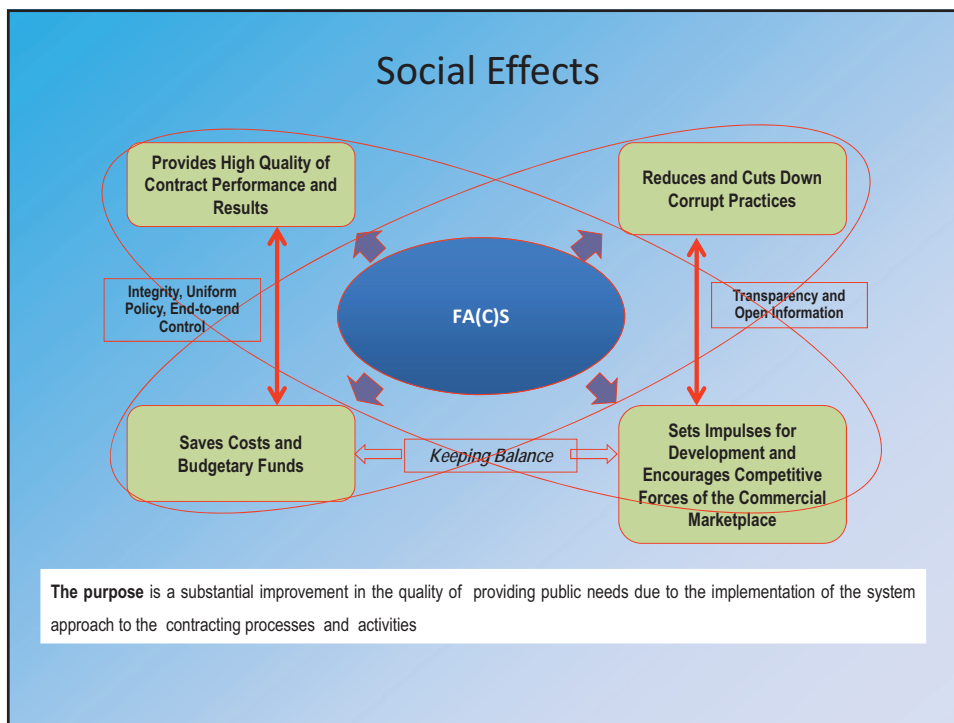 Social Effects
Provides High Quality of
Contract Performance and
Results
Reduces and Cuts Down
Corrupt Practices
Integrity, Uniform
Policy, End-to-end
Control
FA(C)S
Transparency and
Open Information
Saves Costs and
Budgetary Funds
Keeping Balance
Sets Impulses for
Development and
Encourages Competitive
Forces of the Commercial
Marketplace
The purpose is a substantial improvement in the quality of providing public needs due to the implementation of the system
approach to the contracting processes and activities